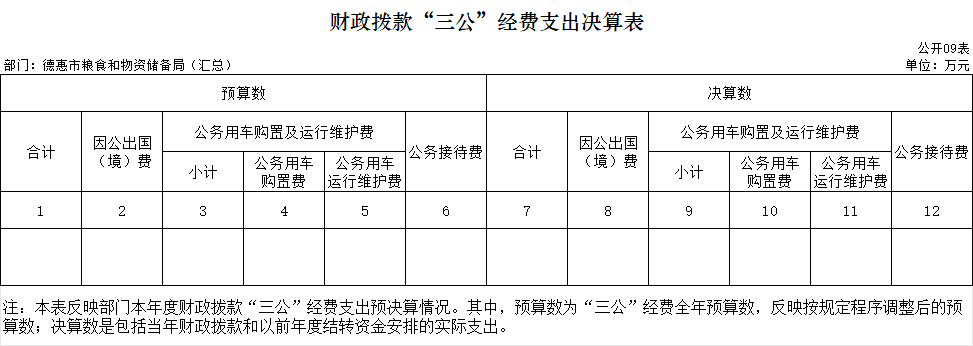 财政拨款“三公”经费支出决算表
公开09表
部门：德惠市粮食和物资储备局（汇总）
单位：万元
预算数
决算数
合计
因公出国（境）费
公务用车购置及运行维护费
公务接待费
合计
因公出国（境）费
公务用车购置及运行维护费
公务接待费
小计
公务用车购置费
公务用车运行维护费
小计
公务用车购置费
公务用车运行维护费
1 2 3 4 5 6 7 8 9 10 11 12
注：本表反映部门本年度财政拨款“三公”经费支出预决算情况。其中，预算数为“三公”经费全年预算数，反映按规定程序调整后的预
算数；决算数是包括当年财政拨款和以前年度结转资金安排的实际支出。